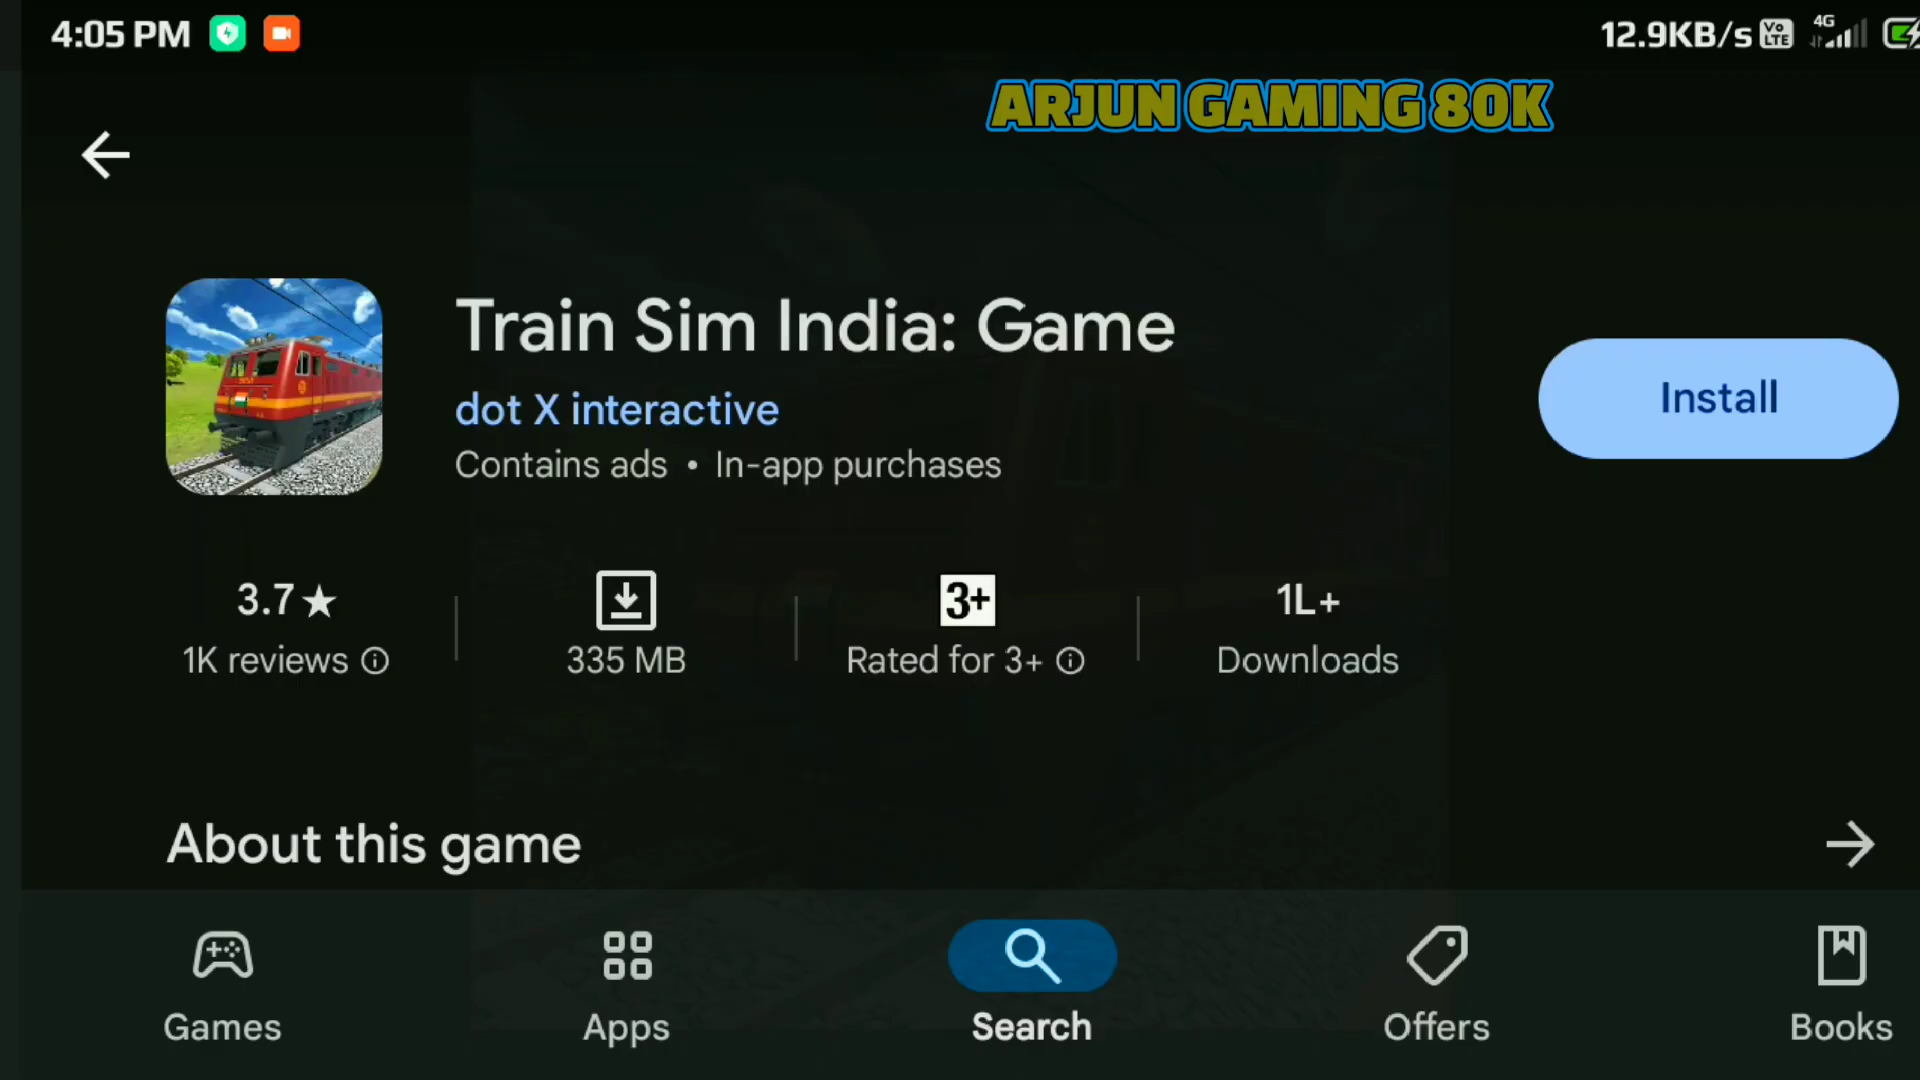 4:05 PM
12.9KB/s Vo LTE 4G
ARJUN GAMING 80K
Train Sim India: Game
dot X interactive
Contains ads • In-app purchases
Install
3.7★
3+
1L+
1K reviews
335 MB
Rated for 3+
Downloads
About this game
Games
Apps
Search
Offers
Books